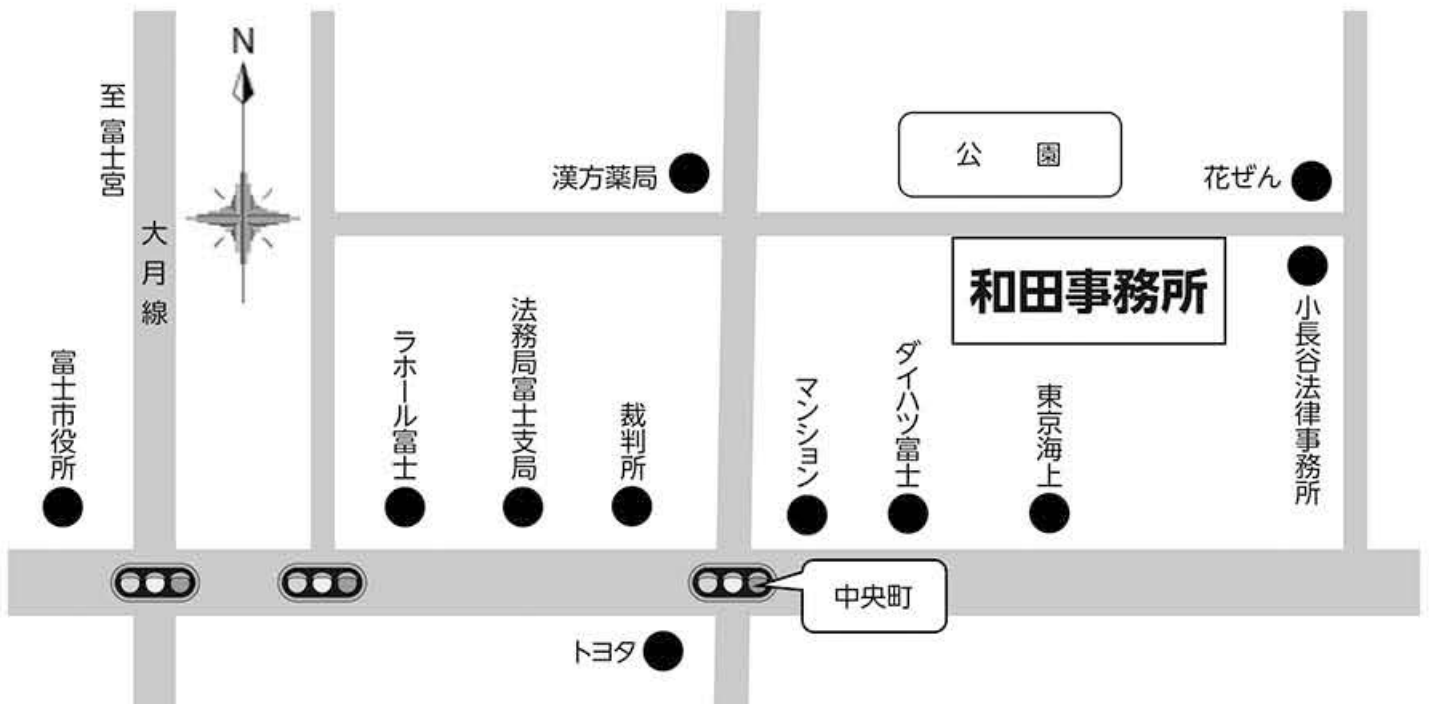 N
至富士宮
大月線
漢方薬局
公園
花ぜん
和田事務所
富士市役所
ラホール富士
法務局富士支局
裁判所
マンション
ダイハツ富士
東京海上
小長谷法律事務所
中央町
トヨタ